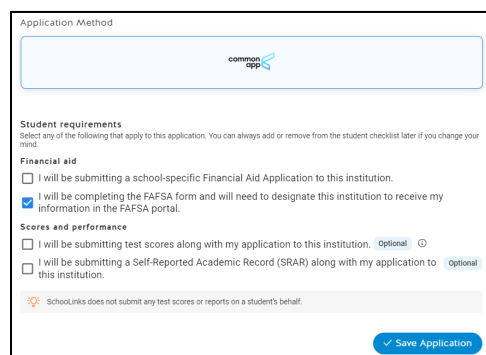 Application Method
common
app
Student requirements
Select any of the following that apply to this application. You can always add or remove from the student checklist later if you change your
mind.
Financial aid
I will be submitting a school-specific Financial Aid Application to this institution.
I will be completing the FAFSA form and will need to designate this institution to receive my
information in the FAFSA portal.
Scores and performance
I will be submitting test scores along with my application to this institution. Optional
I will be submitting a Self-Reported Academic Record (SRAR) along with my application to Optional
this institution.
SchooLinks does not submit any test scores or reports on a student's behalf.
Save Application